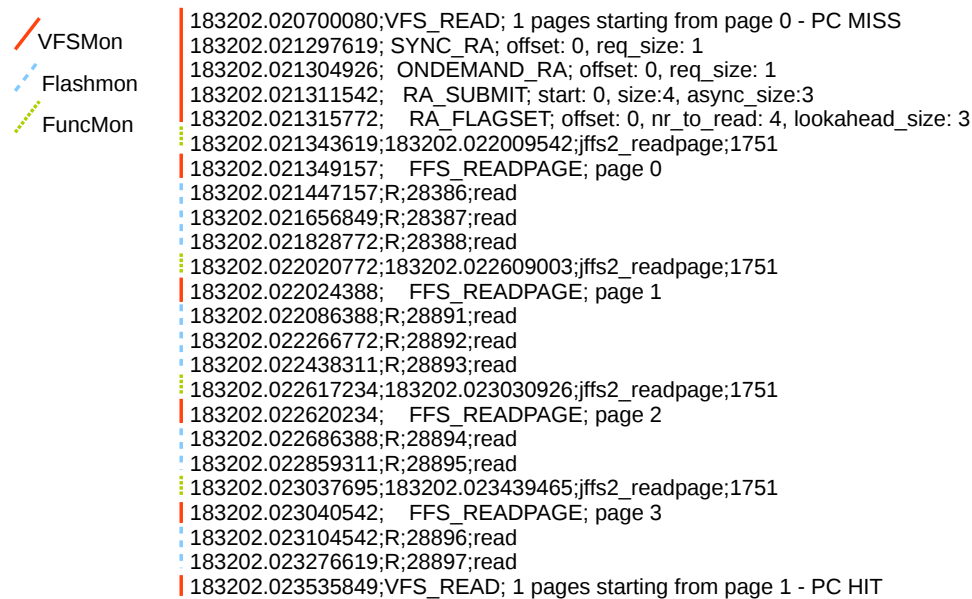 VFSMon
Flashmon
FuncMon
183202.020700080;VFS_READ; 1 pages starting from page 0 - PC MISS
183202.021297619; SYNC_RA; offset: 0, req_size: 1
183202.021304926;  ONDEMAND_RA; offset: 0, req_size: 1
183202.021311542;   RA_SUBMIT; start: 0, size:4, async_size:3
183202.021315772;    RA_FLAGSET; offset: 0, nr_to_read: 4, lookahead_size: 3
183202.021343619;183202.022009542;jffs2_readpage;1751
183202.021349157;    FFS_READPAGE; page 0
183202.021447157;R;28386;read
183202.021656849;R;28387;read
183202.021828772;R;28388;read
183202.022020772;183202.022609003;jffs2_readpage;1751
183202.022024388;    FFS_READPAGE; page 1
183202.022086388;R;28891;read
183202.022266772;R;28892;read
183202.022438311;R;28893;read
183202.022617234;183202.023030926;jffs2_readpage;1751
183202.022620234;    FFS_READPAGE; page 2
183202.022686388;R;28894;read
183202.022859311;R;28895;read
183202.023037695;183202.023439465;jffs2_readpage;1751
183202.023040542;    FFS_READPAGE; page 3
183202.023104542;R;28896;read
183202.023276619;R;28897;read
183202.023535849;VFS_READ; 1 pages starting from page 1 - PC HIT